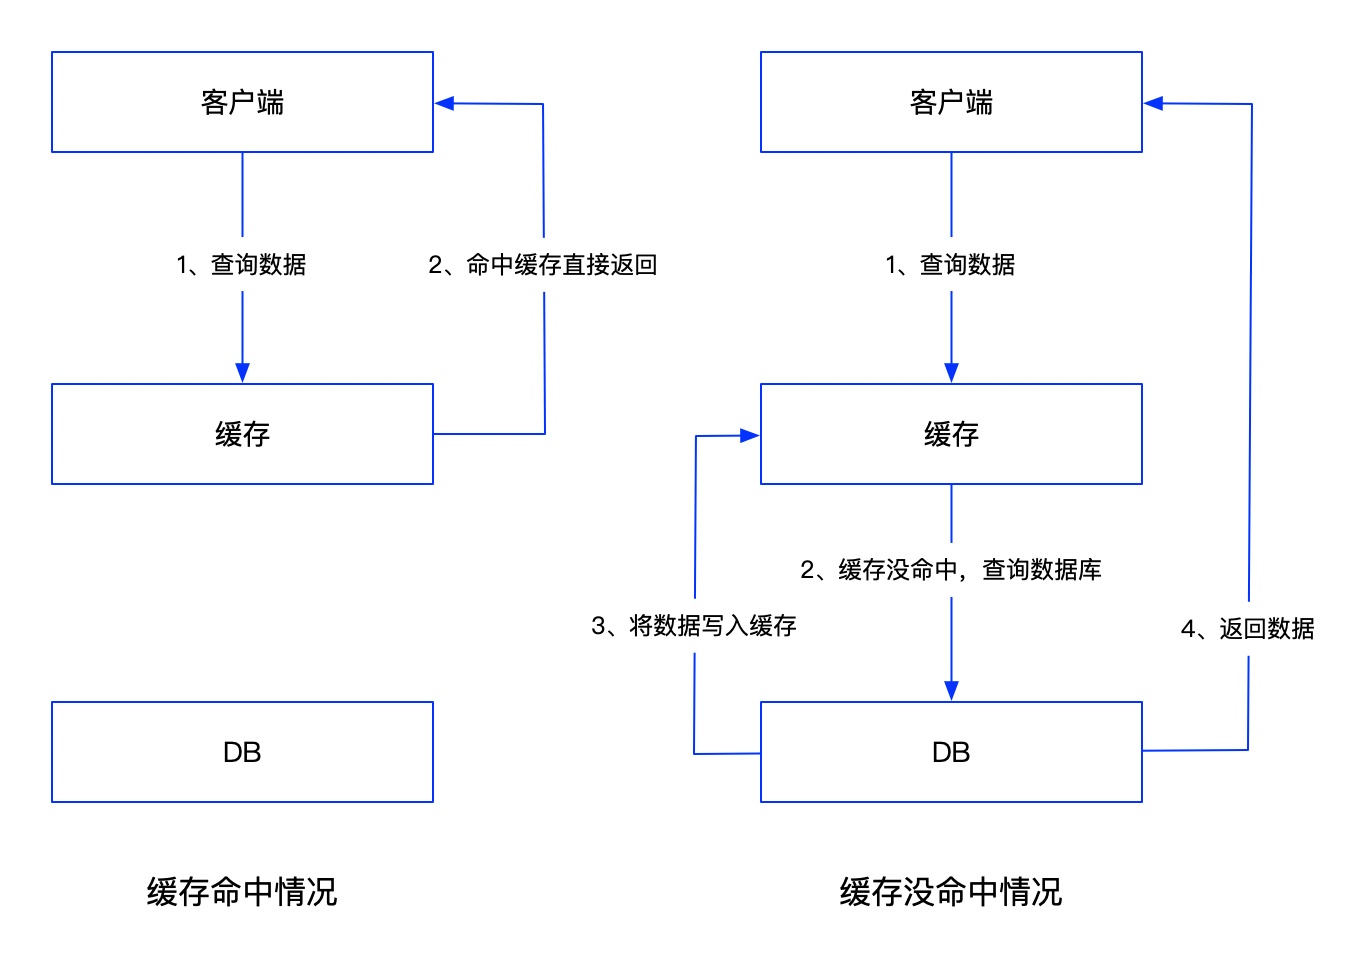 客户端
1、查询数据
2、命中缓存直接返回
缓存
DB
缓存命中情况
客户端
1、查询数据
缓存
2、缓存没命中，查询数据库
3、将数据写入缓存
4、返回数据
DB
缓存没命中情况